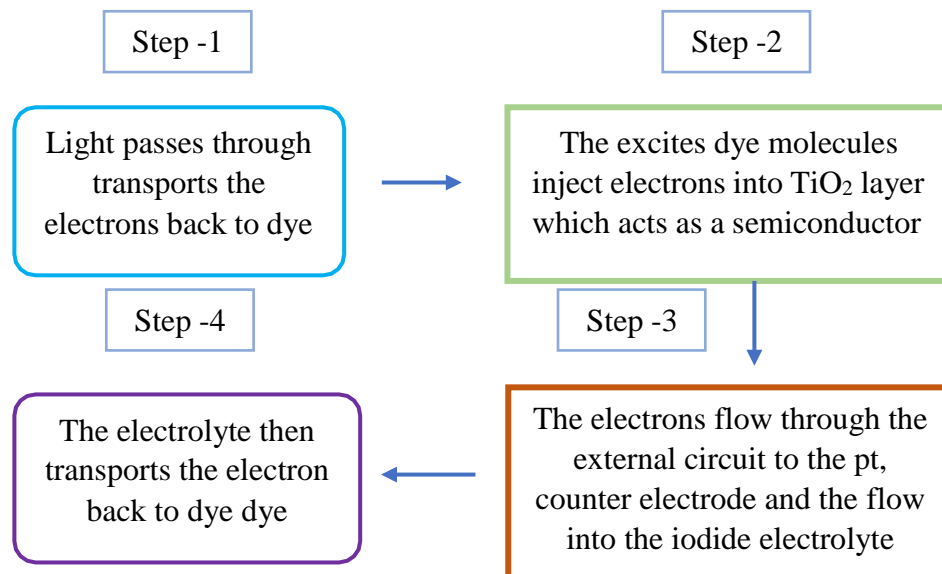 Step -1
Step -2
Light passes through
transports the
electrons back to dye
The excites dye molecules
inject electrons into TiO₂ layer
which acts as a semiconductor
Step -4
Step -3
The electrolyte then
transports the electron
back to dye dye
The electrons flow through the
external circuit to the pt,
counter electrode and the flow
into the iodide electrolyte